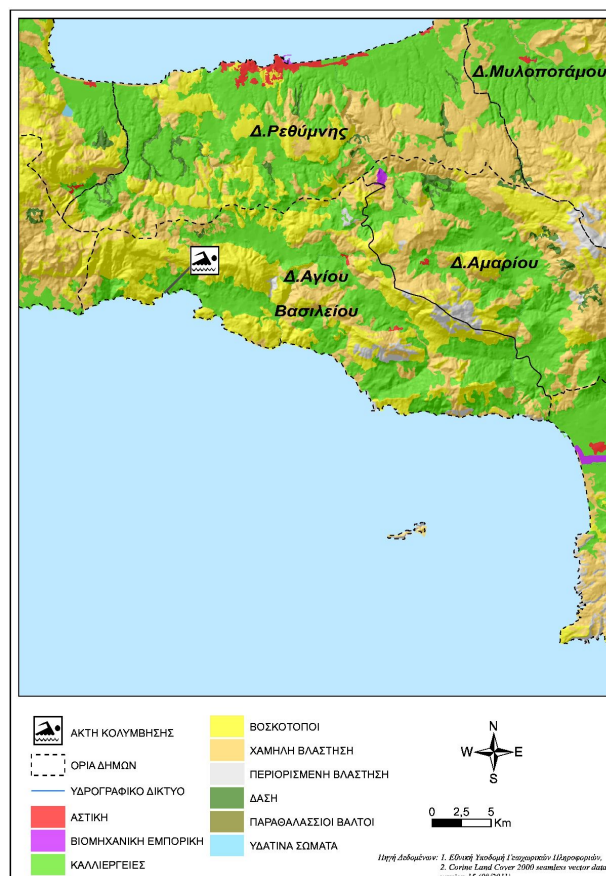 Δ.Μυλοποτάμου
Δ.Ρεθύμνης
Δ.Αμαρίου
Δ.Αγίου
Βασιλείου
ΑΚΤΗ ΚΟΛΥΜΒΗΣΗΣ
ΟΡΙΑ ΔΗΜΩΝ
ΥΔΡΟΓΡΑΦΙΚΟ ΔΙΚΤΥΟ
ΑΣΤΙΚΗ
ΒΙΟΜΗΧΑΝΙΚΗ ΕΜΠΟΡΙΚΗ
ΚΑΛΛΙΕΡΓΕΙΕΣ
ΒΟΣΚΟΤΟΠΟΙ
ΧΑΜΗΛΗ ΒΛΑΣΤΗΣΗ
ΠΕΡΙΟΡΙΣΜΕΝΗ ΒΛΑΣΤΗΣΗ
ΔΑΣΗ
ΠΑΡΑΘΑΛΑΣΣΙΟΙ ΒΑΛΤΟΙ
ΥΔΑΤΙΝΑ ΣΩΜΑΤΑ
N
W E
S
0 2,5 5
Km
Πηγή Δεδομένων: 1. Εθνική Υποδομή Γεωχωρικών Πληροφοριών,
2. Corine Land Cover 2000 seamless vector data